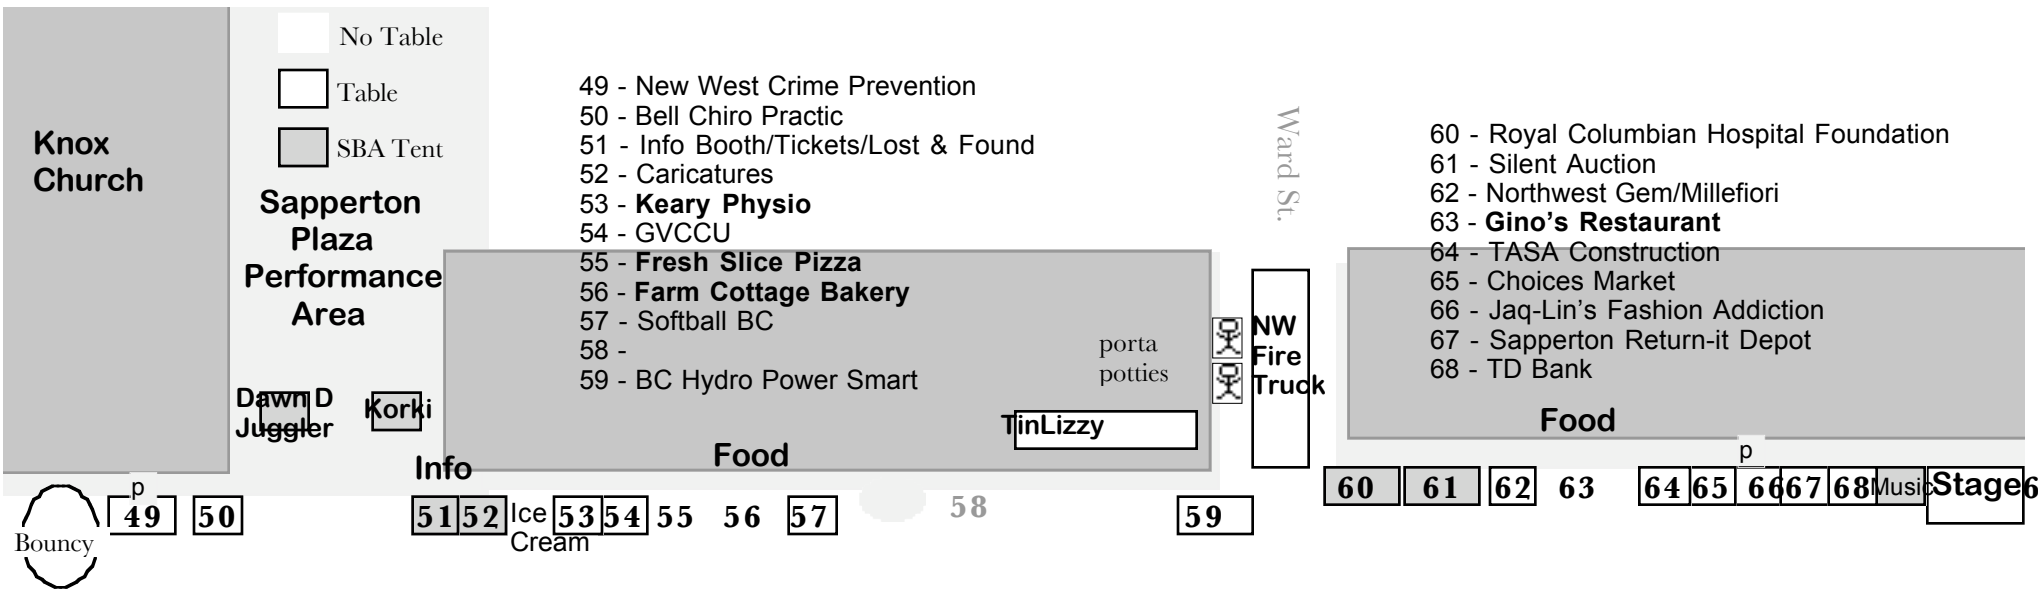 No Table
Table
SBA Tent
Knox
Church
Sapperton
Plaza
Performance
Area
49 - New West Crime Prevention
50 - Bell Chiro Practic
51 - Info Booth/Tickets/Lost & Found
52 - Caricatures
53 - Keary Physio
54 - GVCCU
55 - Fresh Slice Pizza
56 - Farm Cottage Bakery
57 - Softball BC
58 -
59 - BC Hydro Power Smart
Ward St.
60 - Royal Columbian Hospital Foundation
61 - Silent Auction
62 - Northwest Gem/Millefiori
63 - Gino's Restaurant
64 - TASA Construction
65 - Choices Market
66 - Jaq-Lin's Fashion Addiction
67 - Sapperton Return-it Depot
68 - TD Bank
porta
potties
NW
Fire
Truck
Dawn D
Juggler
Korki
TinLizzy
Food
Food
Info
p
p
Bouncy
49 50 51 52 Ice Cream 53 54 55 56 57 58 59
60 61 62 63 64 65 66 67 68 Music Stage 6